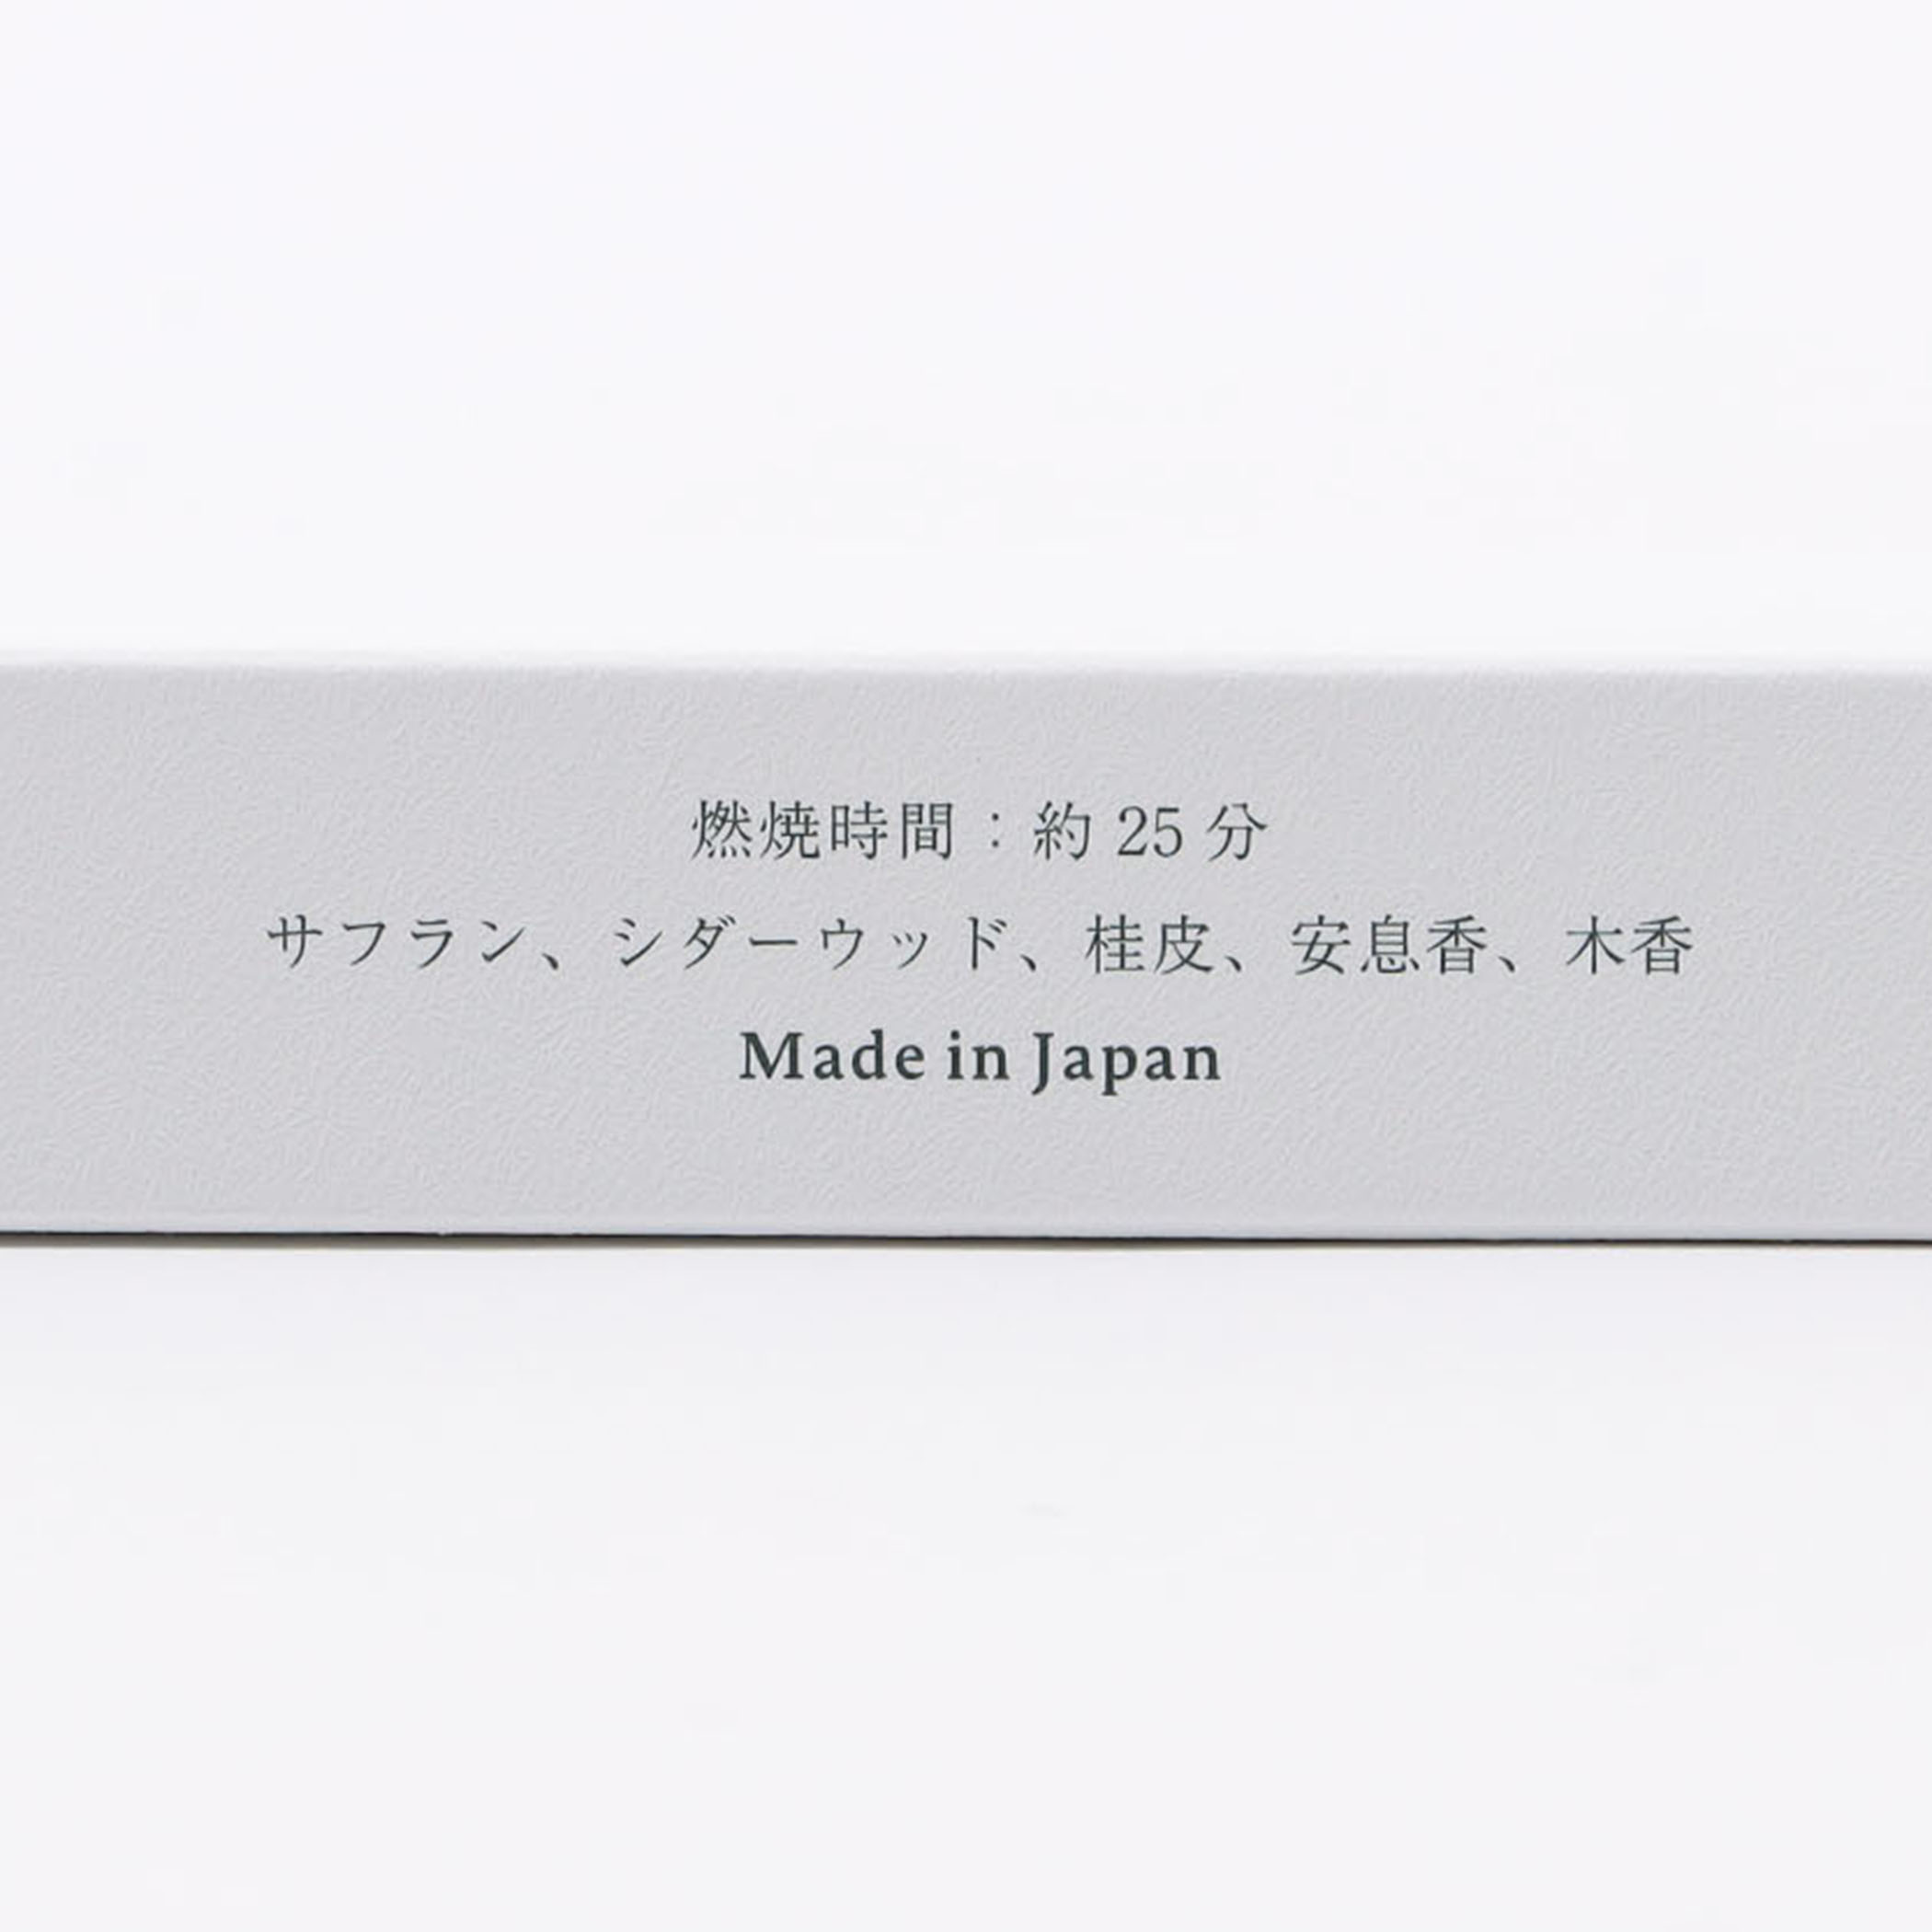 燃焼時間：約 25 分
サフラン、シダーウッド、桂皮、安息香、木香
Made in Japan